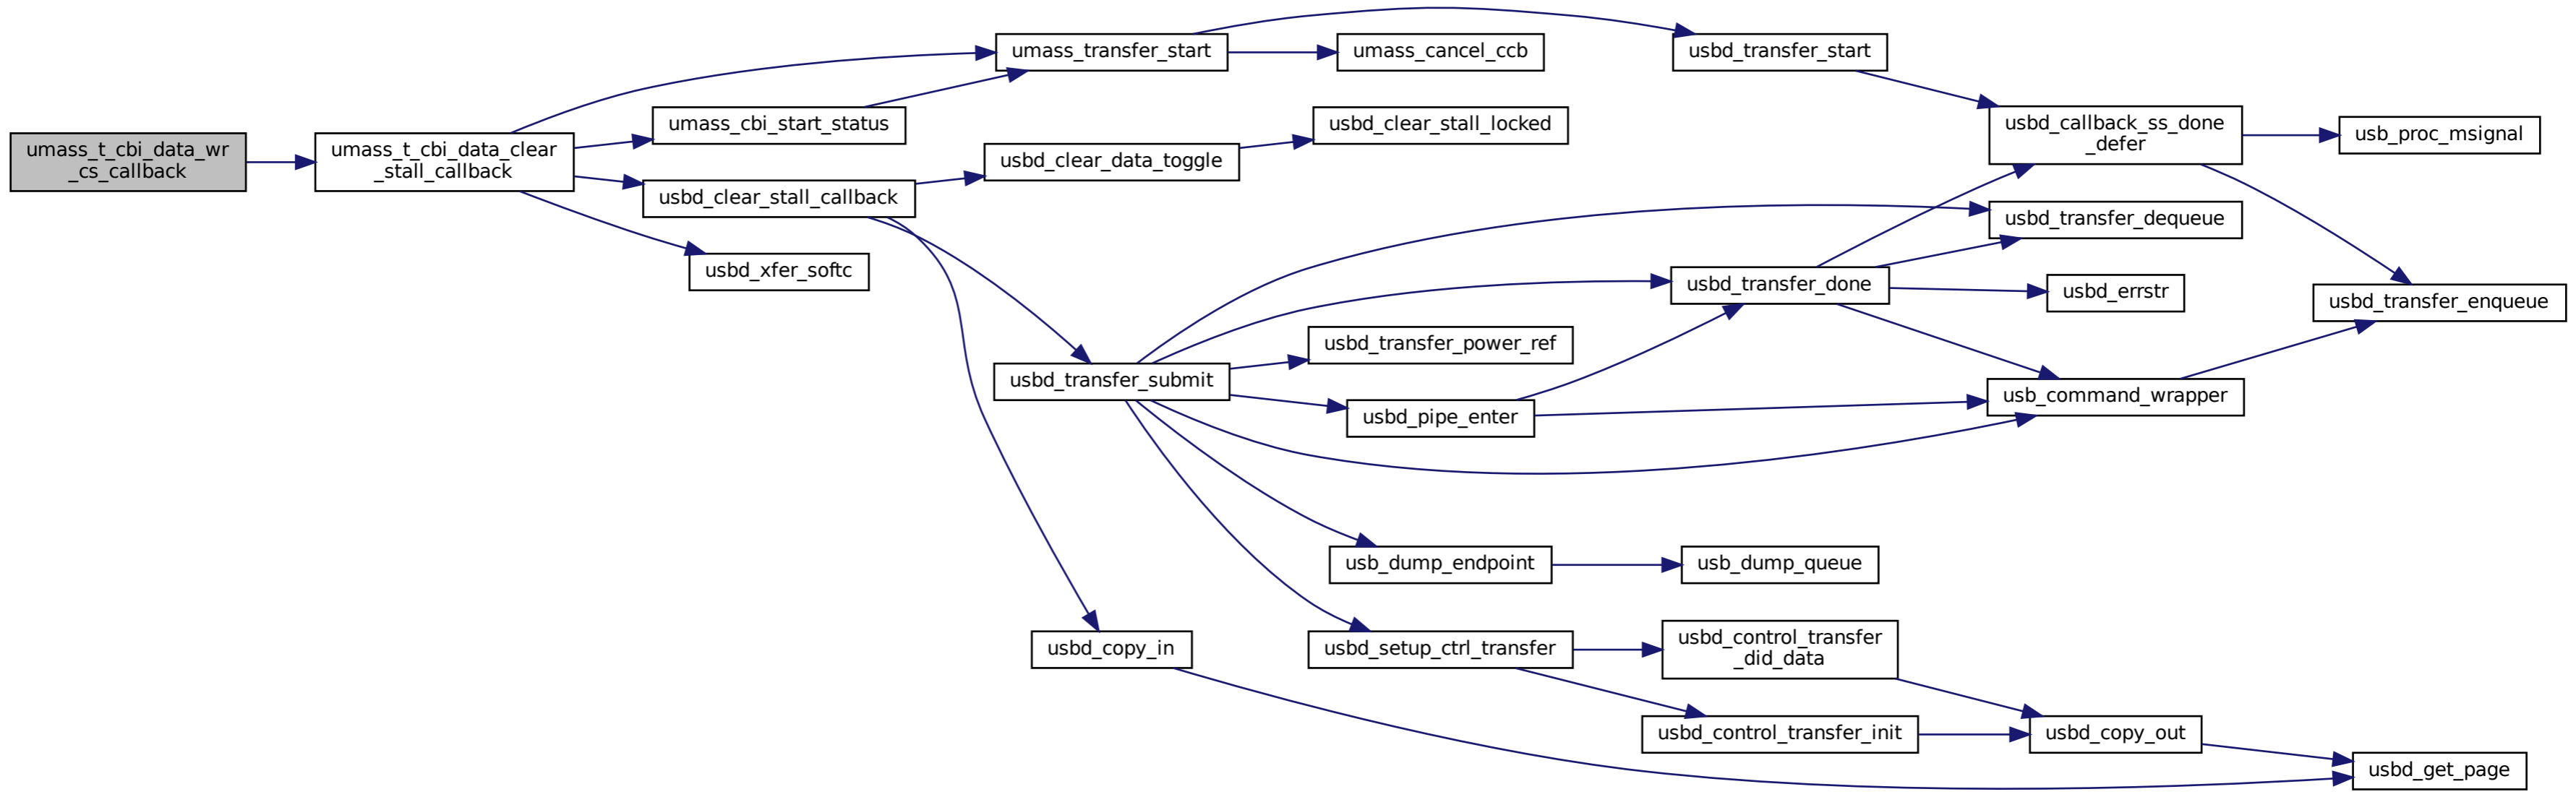 umass_t_cbi_data_wr
_cs_callback
umass_t_cbi_data_clear
_stall_callback
umass_transfer_start
umass_cbi_start_status
usbd_clear_stall_callback
usbd_xfer_softc
umass_cancel_ccb
usbd_transfer_start
usbd_clear_stall_locked
usbd_clear_data_toggle
usbd_callback_ss_done
_defer
usb_proc_msignal
usbd_transfer_dequeue
usbd_transfer_done
usbd_errstr
usbd_transfer_enqueue
usbd_transfer_power_ref
usbd_transfer_submit
usbd_pipe_enter
usb_command_wrapper
usb_dump_endpoint
usb_dump_queue
usbd_copy_in
usbd_setup_ctrl_transfer
usbd_control_transfer
_did_data
usbd_control_transfer_init
usbd_copy_out
usbd_get_page